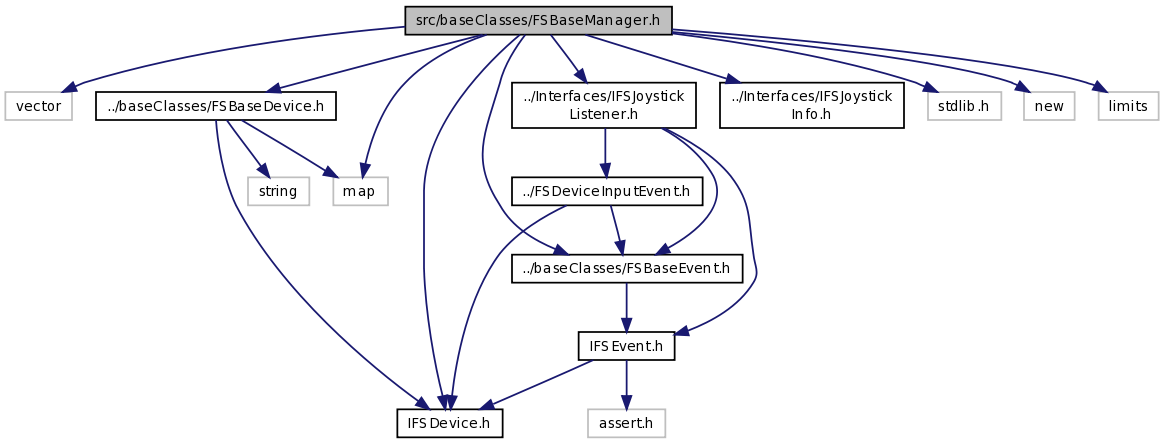 src/baseClasses/FSBaseManager.h
vector
../baseClasses/FSBaseDevice.h
../Interfaces/IFSJoystick
Listener.h
../Interfaces/IFSJoystick
Info.h
stdlib.h
new
limits
string
map
../FSDeviceInputEvent.h
../baseClasses/FSBaseEvent.h
IFSEvent.h
IFSDevice.h
assert.h